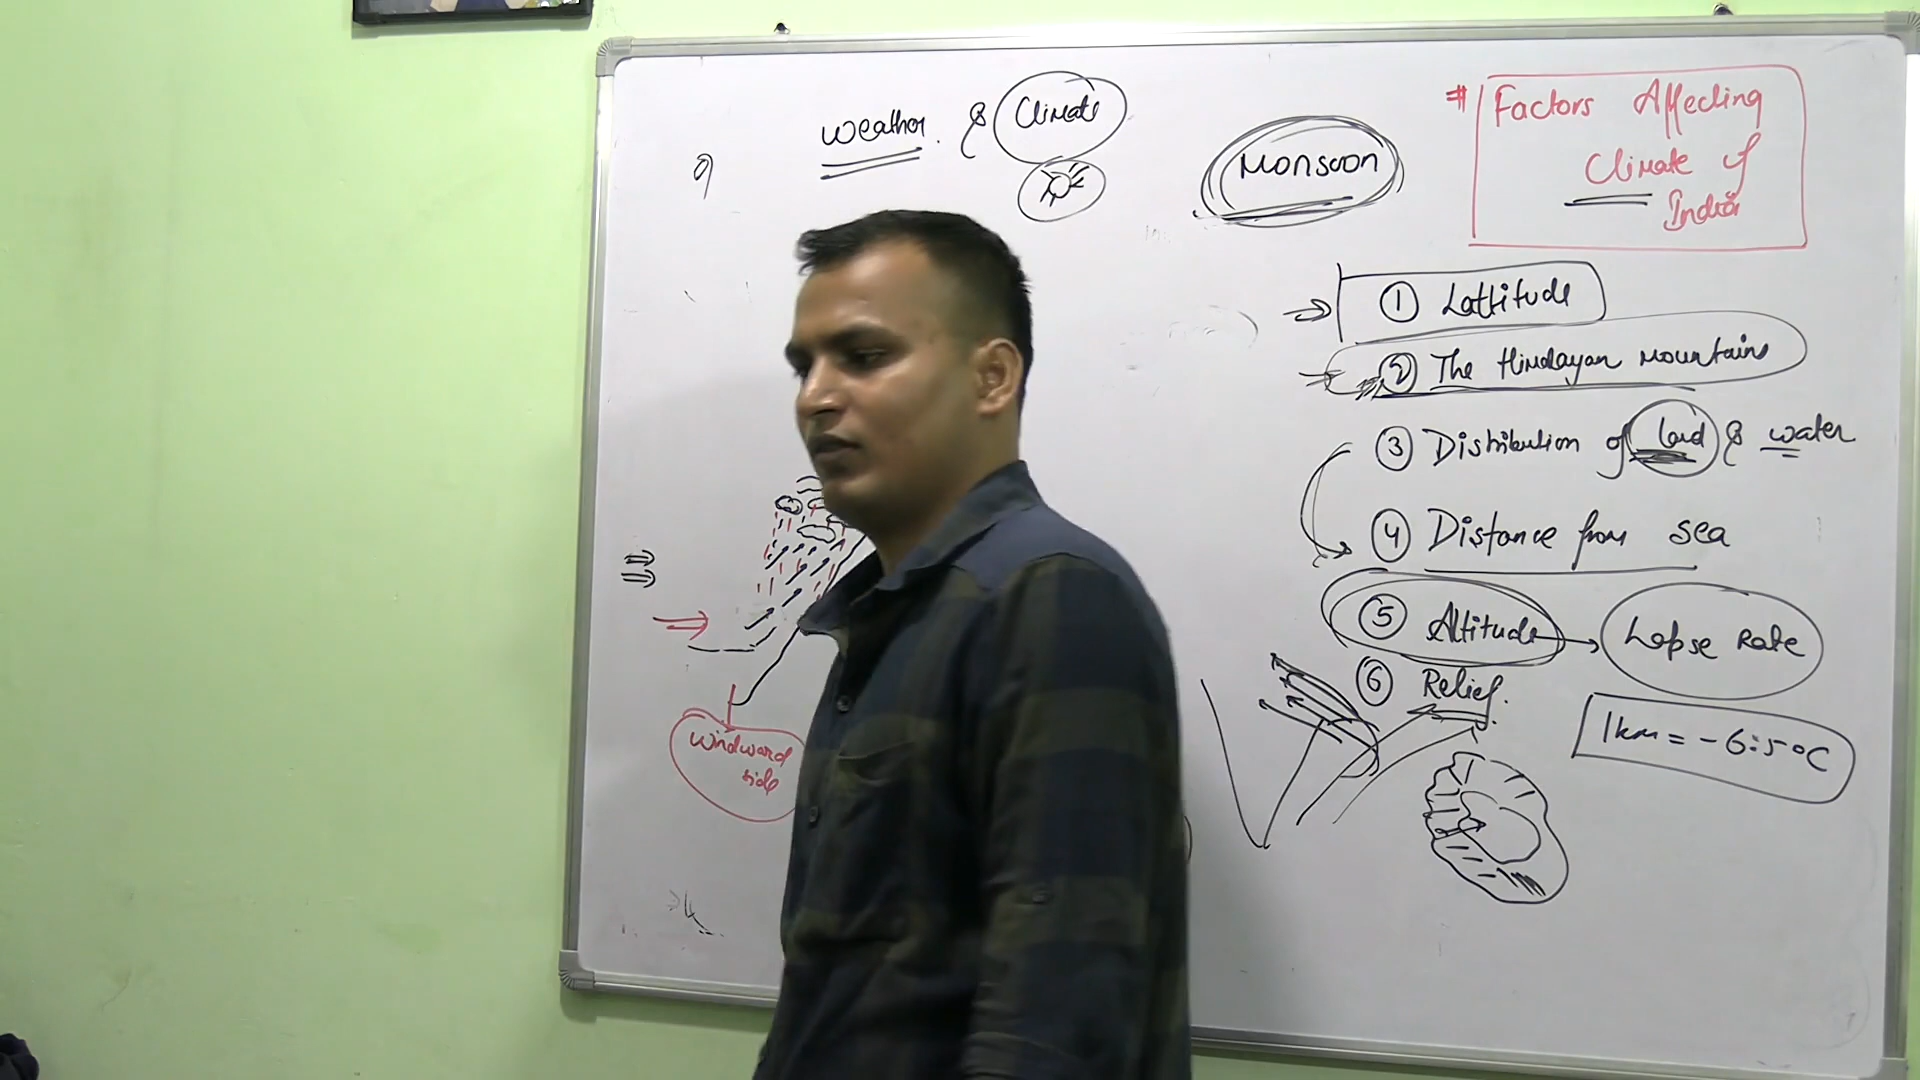 Weather. & Climate
Monsoon
# Factors Affecting
Climate of
India
① Lattitude
② The Himalayan mountains
③ Distribution of land & water
④ Distance from sea
⑤ Altitude → Lapse Rate
⑥ Relief.
1km = -6.5°C
Windward
side